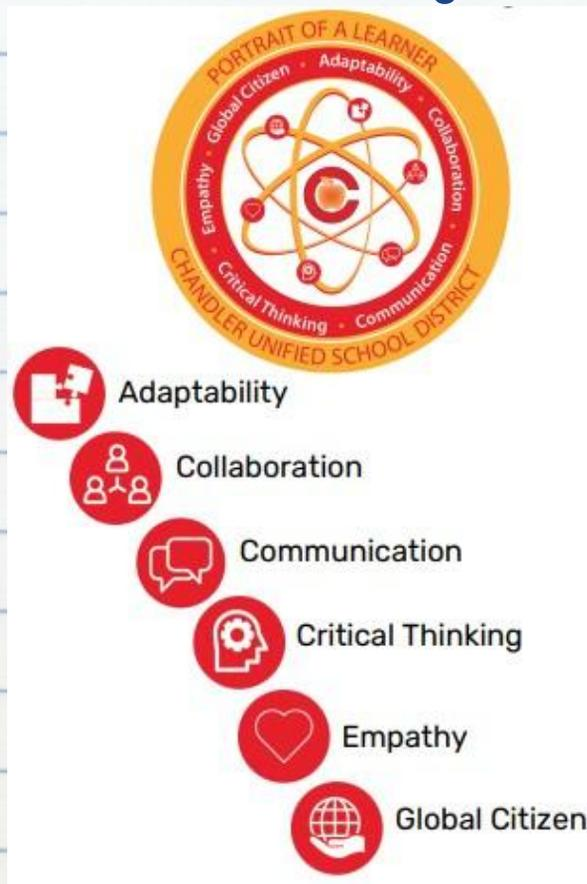 PORTRAIT OF A LEARNER
Global Citizen • Adaptability • Collaboration • Communication • Critical Thinking • Empathy •
C
CHANDLER UNIFIED SCHOOL DISTRICT
Adaptability
Collaboration
Communication
Critical Thinking
Empathy
Global Citizen